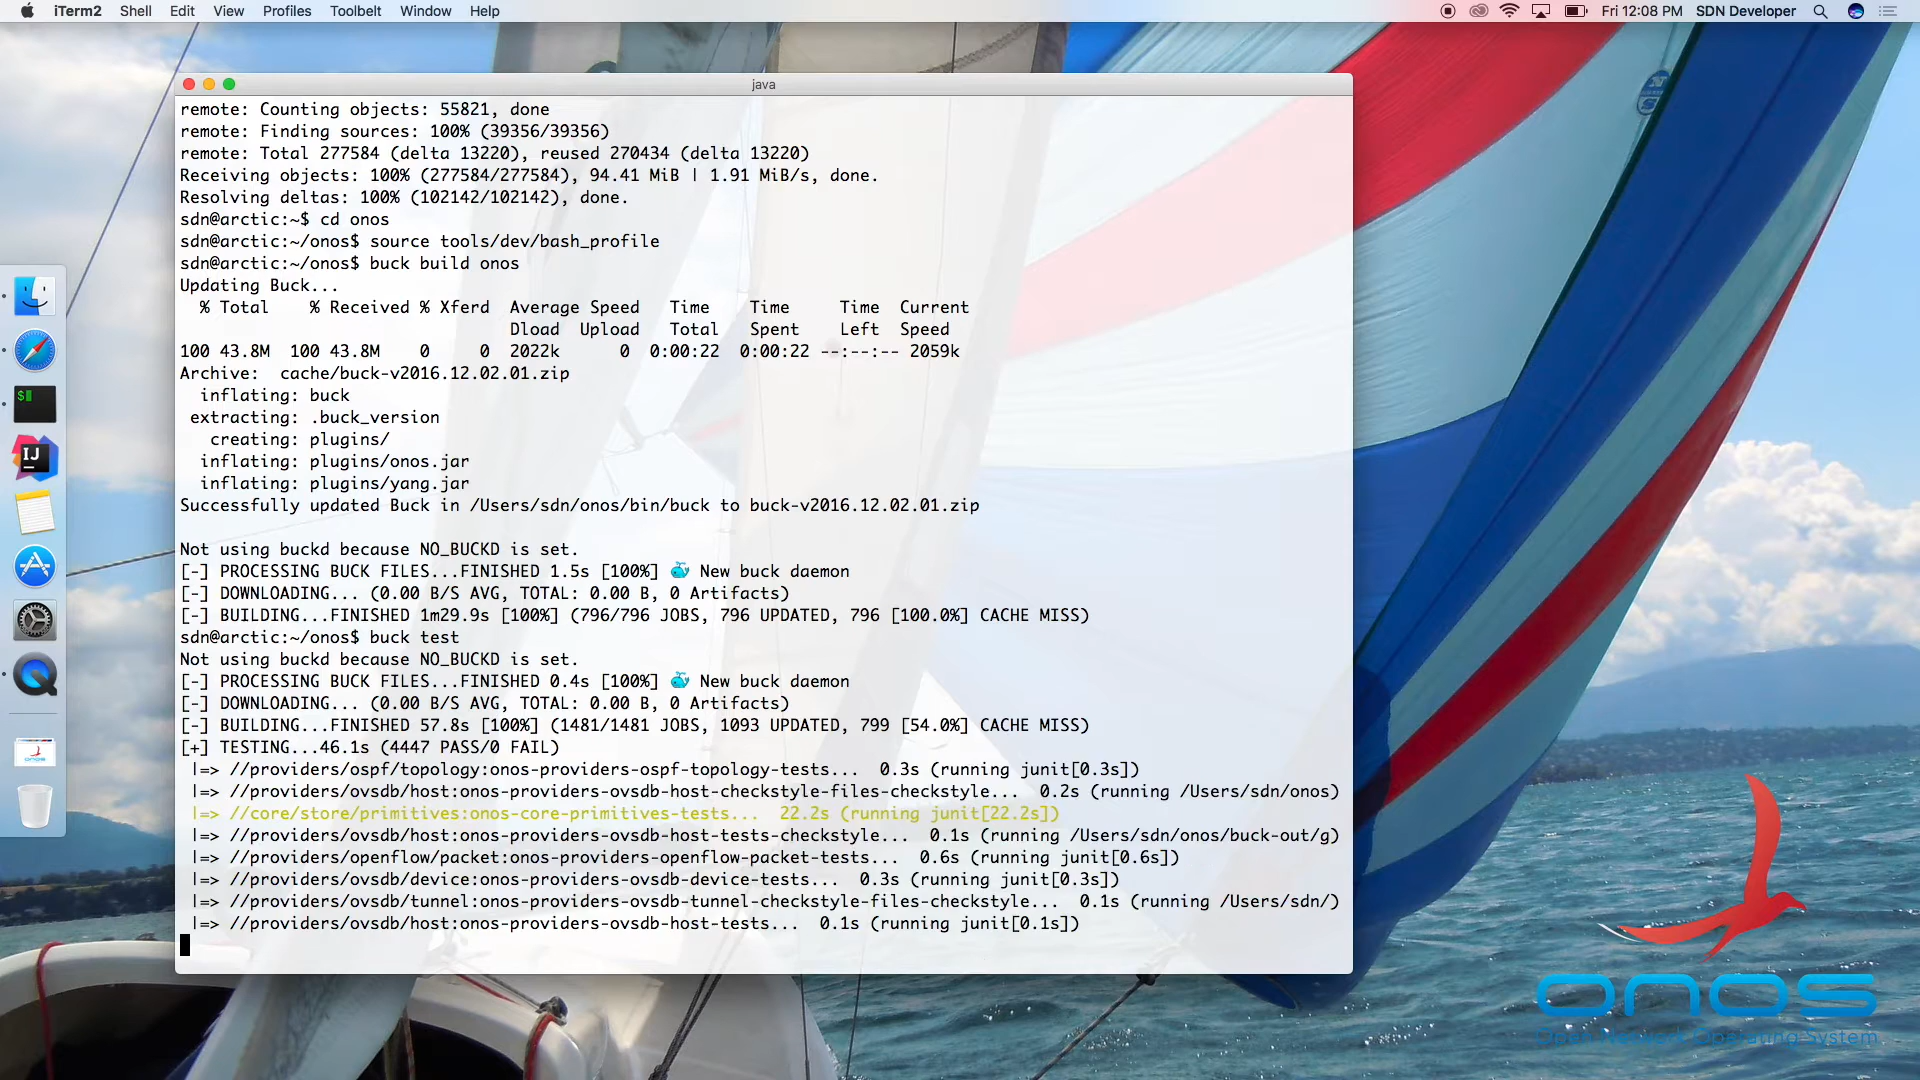 iTerm2 Shell Edit View Profiles Toolbelt Window Help Fri 12:08 PM SDN Developer
java
remote: Counting objects: 55821, done
remote: Finding sources: 100% (39356/39356)
remote: Total 277584 (delta 13220), reused 270434 (delta 13220)
Receiving objects: 100% (277584/277584), 94.41 MiB | 1.91 MiB/s, done.
Resolving deltas: 100% (102142/102142), done.
sdn@arctic:~$ cd onos
sdn@arctic:~/onos$ source tools/dev/bash_profile
sdn@arctic:~/onos$ buck build onos
Updating Buck...
% Total % Received % Xferd Average Speed Time Time Time Current
Dload Upload Total Spent Left Speed
100 43.8M 100 43.8M 0 0 2022k 0 0:00:22 0:00:22 --:--:-- 2059k
Archive: cache/buck-v2016.12.02.01.zip
inflating: buck
extracting: .buck_version
creating: plugins/
inflating: plugins/onos.jar
inflating: plugins/yang.jar
Successfully updated Buck in /Users/sdn/onos/bin/buck to buck-v2016.12.02.01.zip
Not using buckd because NO_BUCKD is set.
[-] PROCESSING BUCK FILES...FINISHED 1.5s [100%] 🐳 New buck daemon
[-] DOWNLOADING... (0.00 B/S AVG, TOTAL: 0.00 B, 0 Artifacts)
[-] BUILDING...FINISHED 1m29.9s [100%] (796/796 JOBS, 796 UPDATED, 796 [100.0%] CACHE MISS)
sdn@arctic:~/onos$ buck test
Not using buckd because NO_BUCKD is set.
[-] PROCESSING BUCK FILES...FINISHED 0.4s [100%] 🐳 New buck daemon
[-] DOWNLOADING... (0.00 B/S AVG, TOTAL: 0.00 B, 0 Artifacts)
[-] BUILDING...FINISHED 57.8s [100%] (1481/1481 JOBS, 1093 UPDATED, 799 [54.0%] CACHE MISS)
[+] TESTING...46.1s (4447 PASS/0 FAIL)
|=> //providers/ospf/topology:onos-providers-ospf-topology-tests... 0.3s (running junit[0.3s])
|=> //providers/ovsdb/host:onos-providers-ovsdb-host-checkstyle-files-checkstyle... 0.2s (running /Users/sdn/onos)
|=> //core/store/primitives:onos-core-primitives-tests... 22.2s (running junit[22.2s])
|=> //providers/ovsdb/host:onos-providers-ovsdb-host-tests-checkstyle... 0.1s (running /Users/sdn/onos/buck-out/g)
|=> //providers/openflow/packet:onos-providers-openflow-packet-tests... 0.6s (running junit[0.6s])
|=> //providers/ovsdb/device:onos-providers-ovsdb-device-tests... 0.3s (running junit[0.3s])
|=> //providers/ovsdb/tunnel:onos-providers-ovsdb-tunnel-checkstyle-files-checkstyle... 0.1s (running /Users/sdn/)
|=> //providers/ovsdb/host:onos-providers-ovsdb-host-tests... 0.1s (running junit[0.1s])
IJ
onos
onos
Open Network Operating System